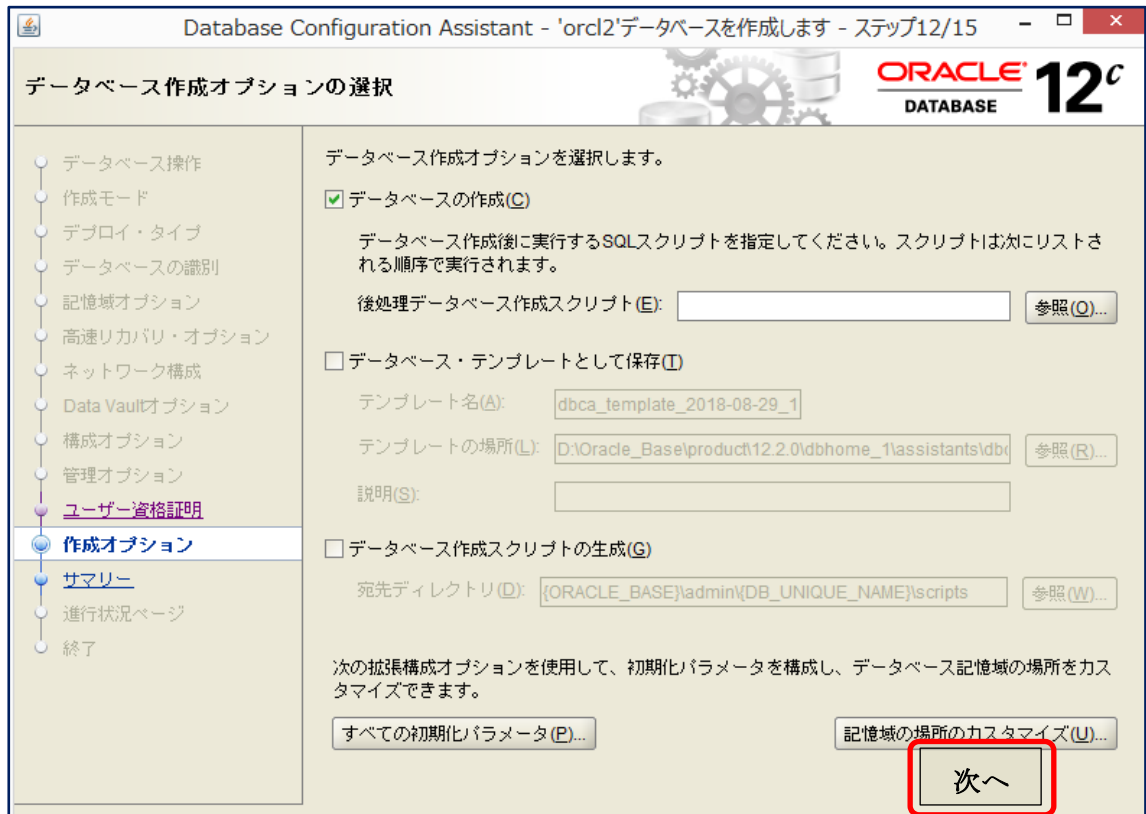 Database Configuration Assistant - 'orcl2'データベースを作成します - ステップ12/15
データベース作成オプションの選択
ORACLE
DATABASE
12c
データベース操作
作成モード
デプロイ・タイプ
データベースの識別
記憶域オプション
高速リカバリ・オプション
ネットワーク構成
Data Vaultオプション
構成オプション
管理オプション
ユーザー資格証明
作成オプション
サマリー
進行状況ページ
終了
データベース作成オプションを選択します。
データベースの作成(C)
データベース作成後に実行するSQLスクリプトを指定してください。スクリプトは次にリストさ
れる順序で実行されます。
後処理データベース作成スクリプト(E):
参照(O)...
データベース・テンプレートとして保存(T)
テンプレート名(A): dbca_template_2018-08-29_1
テンプレートの場所(L): D:\Oracle_Base\product\12.2.0\dbhome_1\assistants\dbc 参照(R)...
説明(S):
データベース作成スクリプトの生成(G)
宛先ディレクトリ(D): {ORACLE_BASE}\admin\{DB_UNIQUE_NAME}\scripts 参照(W)...
次の拡張構成オプションを使用して、初期化パラメータを構成し、データベース記憶域の場所をカス
タマイズできます。
すべての初期化パラメータ(P)...
記憶域の場所のカスタマイズ(U)...
次へ